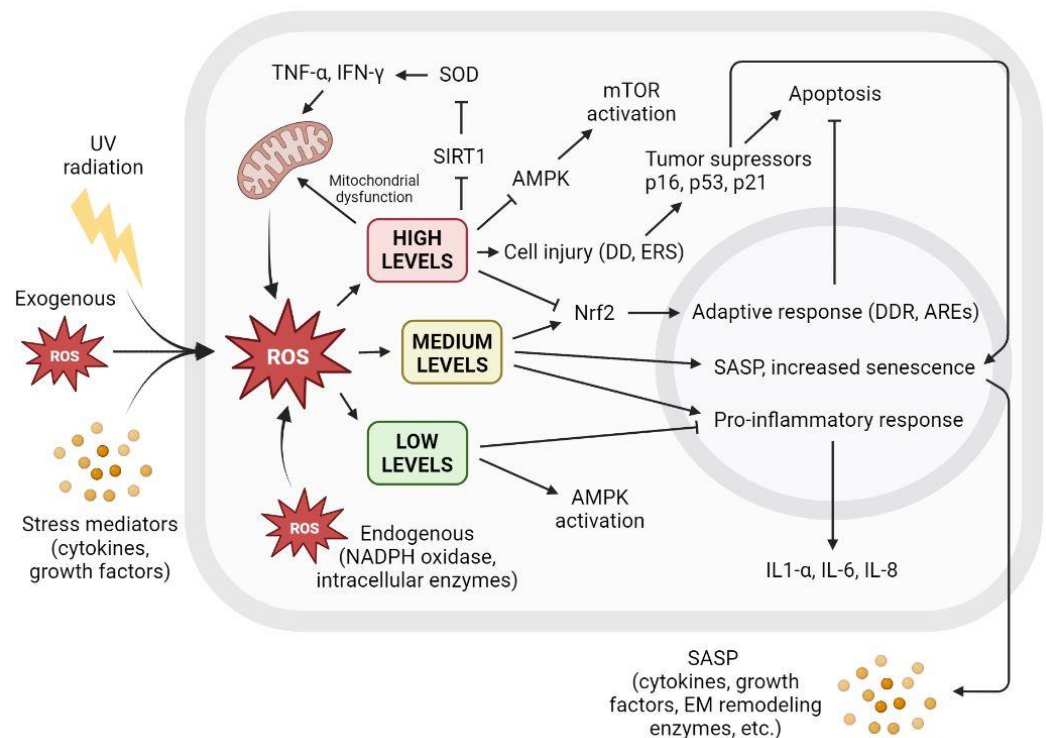 TNF-α, IFN-γ
SOD
mTOR
activation
Apoptosis
UV
radiation
SIRT1
Mitochondrial
dysfunction
AMPK
Tumor supressors
p16, p53, p21
HIGH
LEVELS
Cell injury (DD, ERS)
Exogenous
ROS
ROS
Nrf2
Adaptive response (DDR, AREs)
MEDIUM
LEVELS
SASP, increased senescence
Pro-inflammatory response
LOW
LEVELS
AMPK
activation
Stress mediators
(cytokines,
growth factors)
ROS
Endogenous
(NADPH oxidase,
intracellular enzymes)
IL1-α, IL-6, IL-8
SASP
(cytokines, growth
factors, EM remodeling
enzymes, etc.)